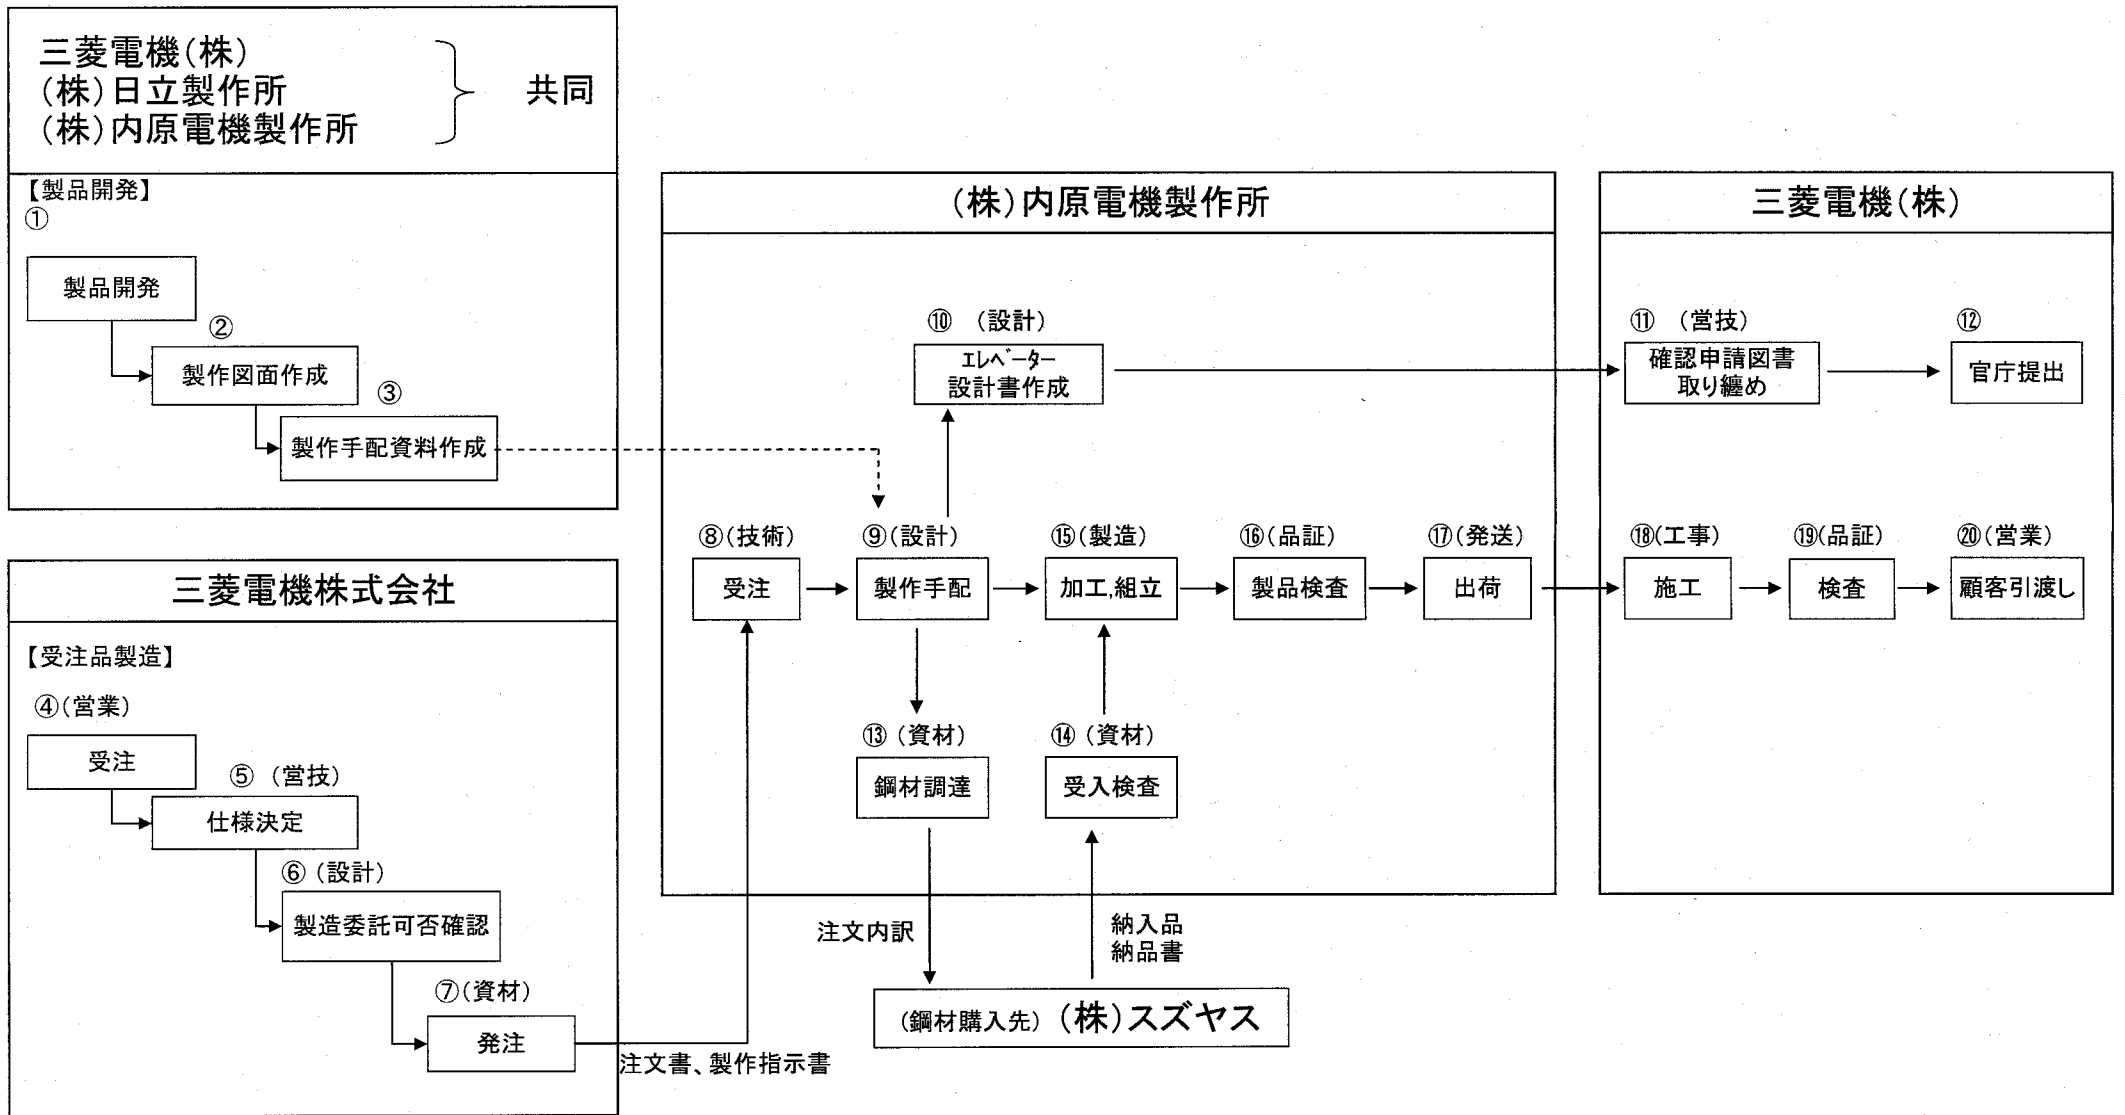 三菱電機(株)
(株)日立製作所
(株)内原電機製作所
共同
【製品開発】
①
製品開発
②
製作図面作成
③
製作手配資料作成
三菱電機株式会社
【受注品製造】
④(営業)
受注
⑤ (営技)
仕様決定
⑥ (設計)
製造委託可否確認
⑦(資材)
発注
注文書、製作指示書
(株)内原電機製作所
⑩ (設計)
エレベーター
設計書作成
⑧(技術)
受注
⑨(設計)
製作手配
⑮(製造)
加工,組立
⑯(品証)
製品検査
⑰(発送)
出荷
⑬ (資材)
鋼材調達
⑭ (資材)
受入検査
注文内訳
納入品
納品書
(鋼材購入先) (株)スズヤス
三菱電機(株)
⑪ (営技)
確認申請図書
取り纏め
⑫
官庁提出
⑱(工事)
施工
⑲(品証)
検査
⑳(営業)
顧客引渡し